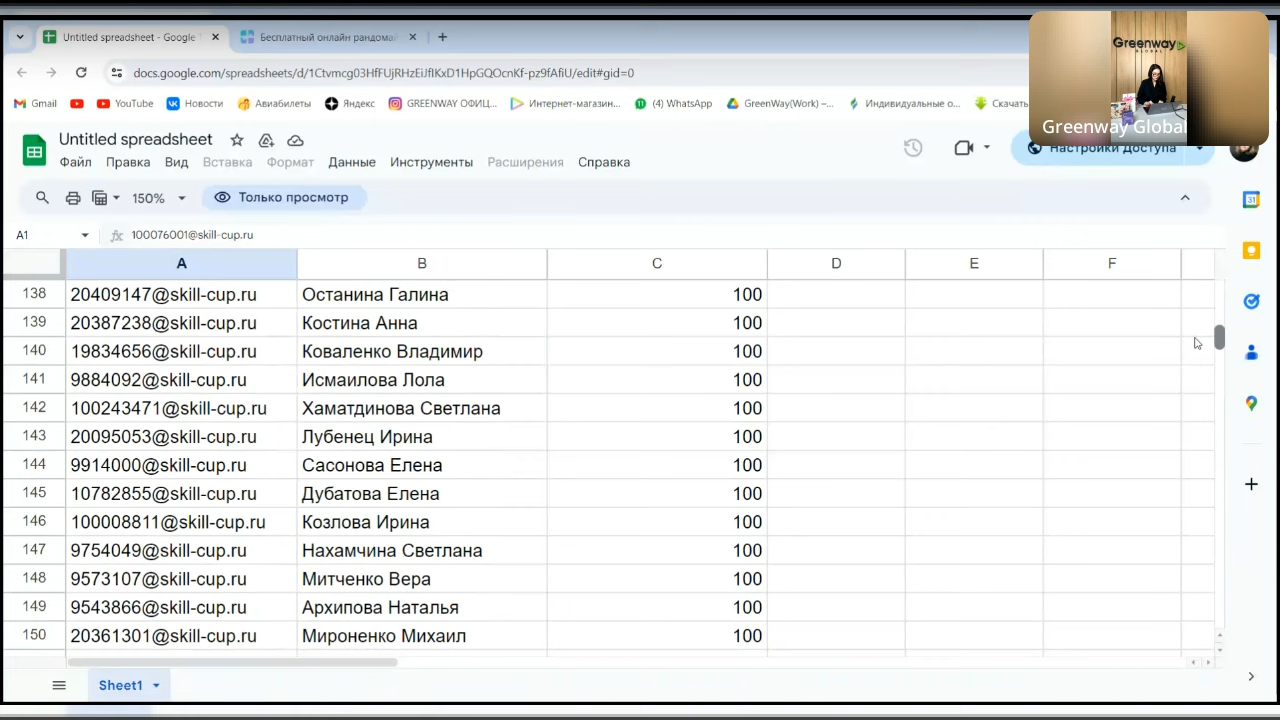 Untitled spreadsheet - Google
Бесплатный онлайн рандома
docs.google.com/spreadsheets/d/1Ctvmcg03HfFUjRHzEiJfIKxD1HpGQOcnKf-pz9fAfiU/edit#gid=0
Gmail YouTube Новости Авиабилеты Яндекс GREENWAY ОФИЦ... Интернет-магазин... (4) WhatsApp GreenWay(Work) –... Индивидуальные о... Скачать
Greenway
GLOBAL
Greenway Global
Untitled spreadsheet
Настройки Доступа
Файл Правка Вид Вставка Формат Данные Инструменты Расширения Справка
150% Только просмотр
31
A1 fx 100076001@skill-cup.ru
A B C D E F
138 20409147@skill-cup.ru Останина Галина 100
139 20387238@skill-cup.ru Костина Анна 100
140 19834656@skill-cup.ru Коваленко Владимир 100
141 9884092@skill-cup.ru Исмаилова Лола 100
142 100243471@skill-cup.ru Хаматдинова Светлана 100
143 20095053@skill-cup.ru Лубенец Ирина 100
144 9914000@skill-cup.ru Сасонова Елена 100
145 10782855@skill-cup.ru Дубатова Елена 100
146 100008811@skill-cup.ru Козлова Ирина 100
147 9754049@skill-cup.ru Нахамчина Светлана 100
148 9573107@skill-cup.ru Митченко Вера 100
149 9543866@skill-cup.ru Архипова Наталья 100
150 20361301@skill-cup.ru Мироненко Михаил 100
Sheet1